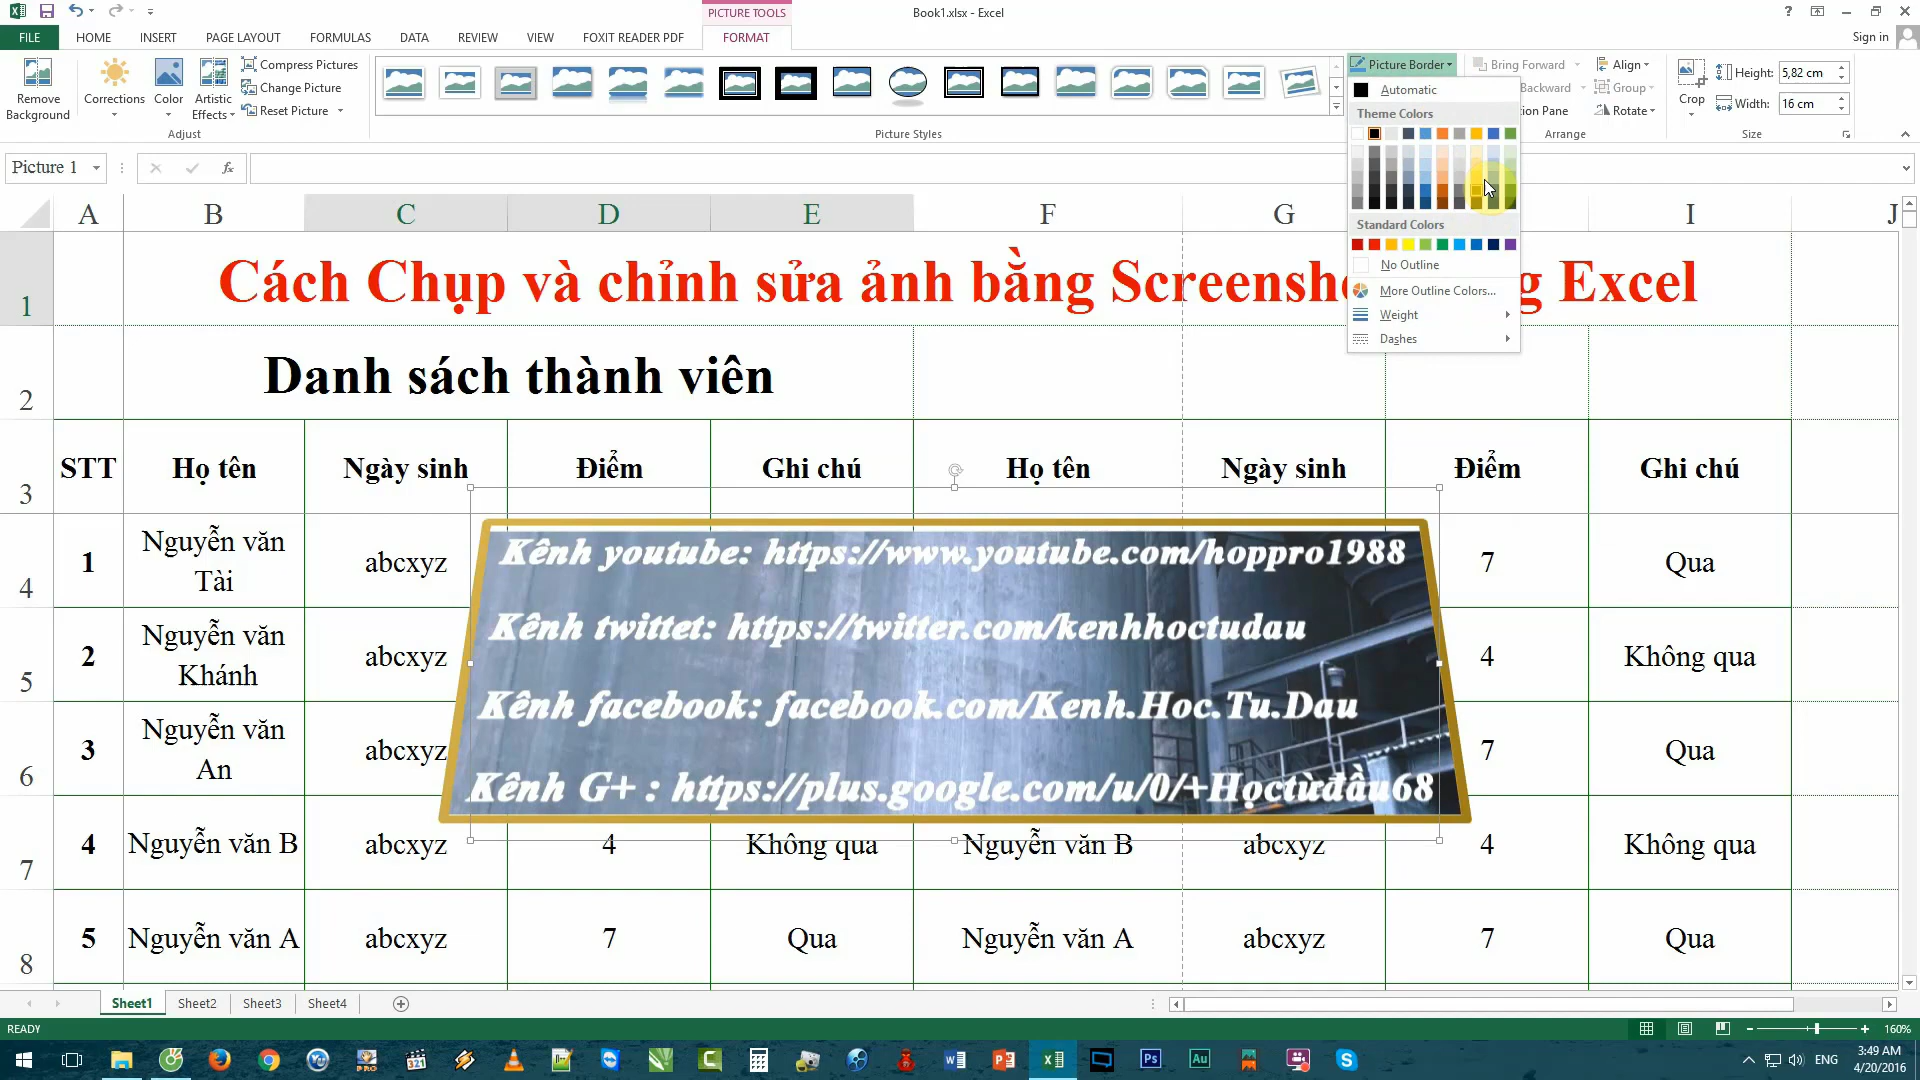 PICTURE TOOLS
Book1.xlsx - Excel
FILE HOME INSERT PAGE LAYOUT FORMULAS DATA REVIEW VIEW FOXIT READER PDF FORMAT Sign in
Remove Background
Corrections
Color
Artistic Effects
Compress Pictures
Change Picture
Reset Picture
Adjust
Picture Styles
Picture Border
Automatic
Theme Colors
Standard Colors
No Outline
More Outline Colors...
Weight
Dashes
Bring Forward
Backward
ion Pane
Align
Group
Rotate
Arrange
Crop
Height: 5,82 cm
Width: 16 cm
Size
Picture 1 fx
A B C D E F G I J
1 Cách Chụp và chỉnh sửa ảnh bằng Screensh g Excel
2 Danh sách thành viên
3 STT Họ tên Ngày sinh Điểm Ghi chú Họ tên Ngày sinh Điểm Ghi chú
4 1 Nguyễn văn Tài abcxyz 7 Qua
5 2 Nguyễn văn Khánh abcxyz 4 Không qua
6 3 Nguyễn văn An abcxyz 7 Qua
Kênh youtube: https://www.youtube.com/hoppro1988
Kênh twittet: https://twitter.com/kenhhoctudau
Kênh facebook: facebook.com/Kenh.Hoc.Tu.Dau
Kênh G+ : https://plus.google.com/u/0/+Họctừđầu68
7 4 Nguyễn văn B abcxyz 4 Không qua Nguyễn văn B abcxyz 4 Không qua
8 5 Nguyễn văn A abcxyz 7 Qua Nguyễn văn A abcxyz 7 Qua
Sheet1 Sheet2 Sheet3 Sheet4
READY 160%
ENG 3:49 AM
4/20/2016